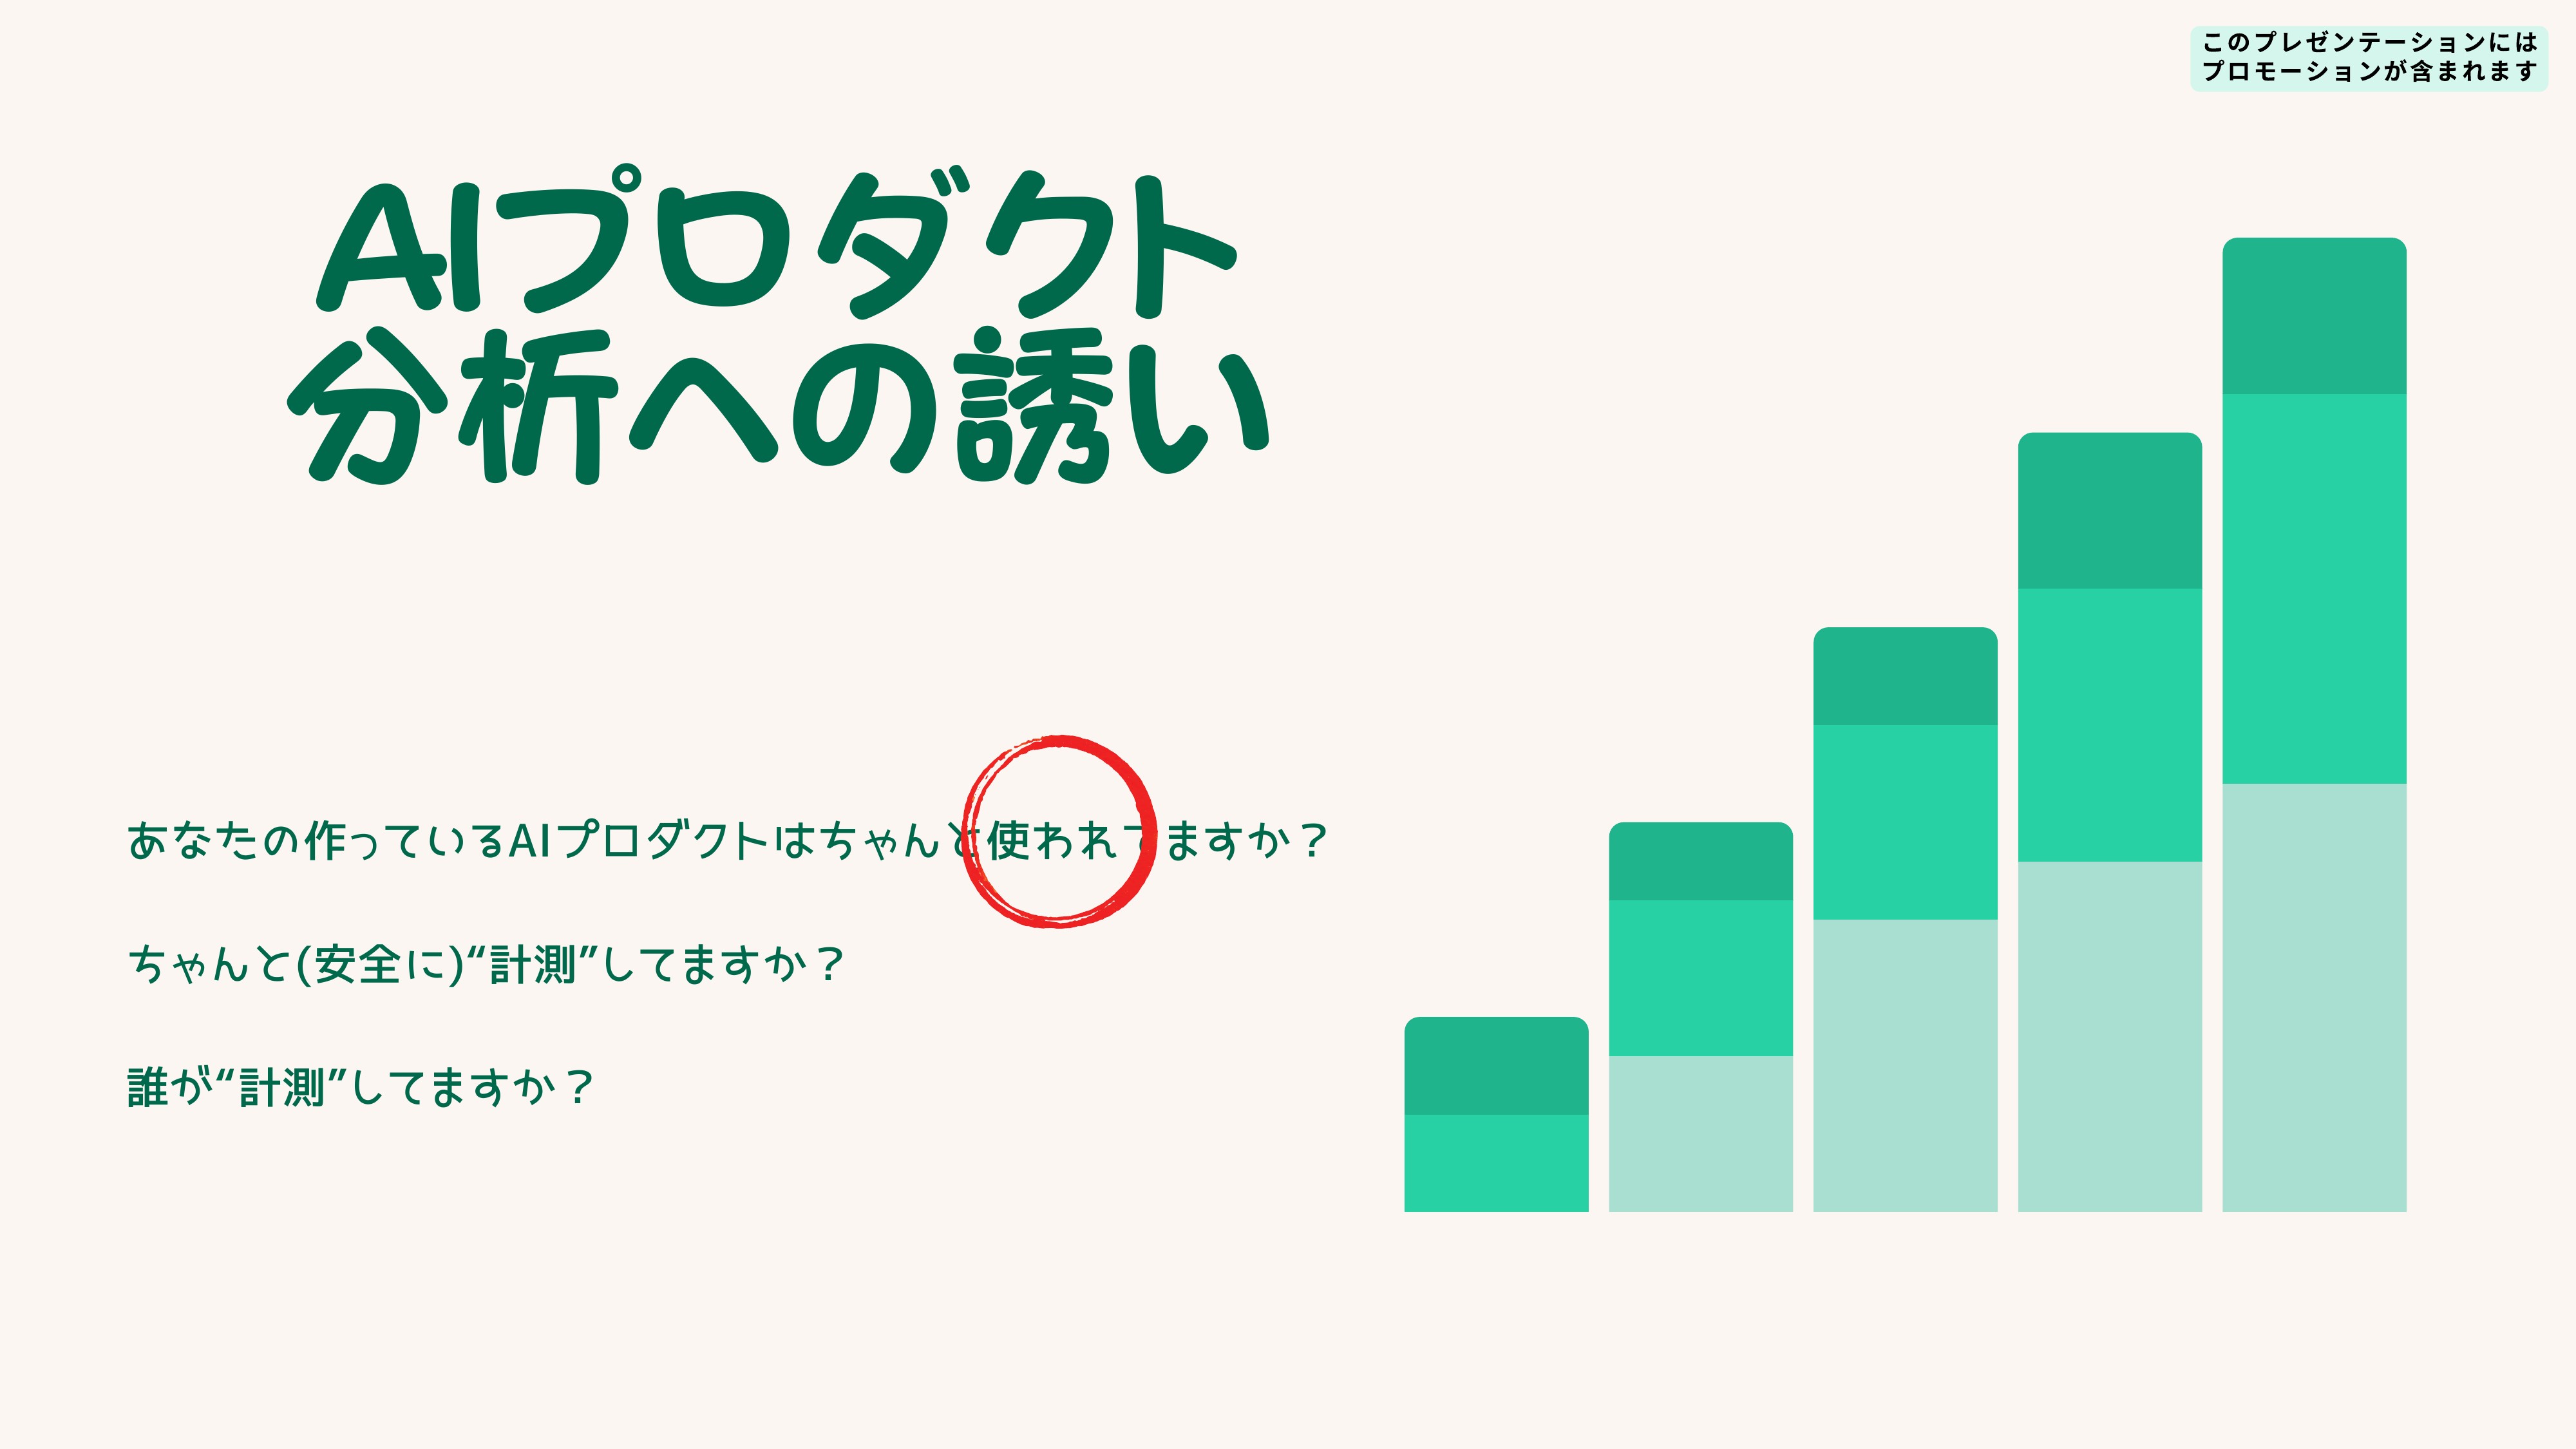 このプレゼンテーションには
プロモーションが含まれます
AIプロダクト
分析への誘い
あなたの作っているAIプロダクトはちゃんと使われてますか？
ちゃんと(安全に)“計測”してますか？
誰が“計測”してますか？